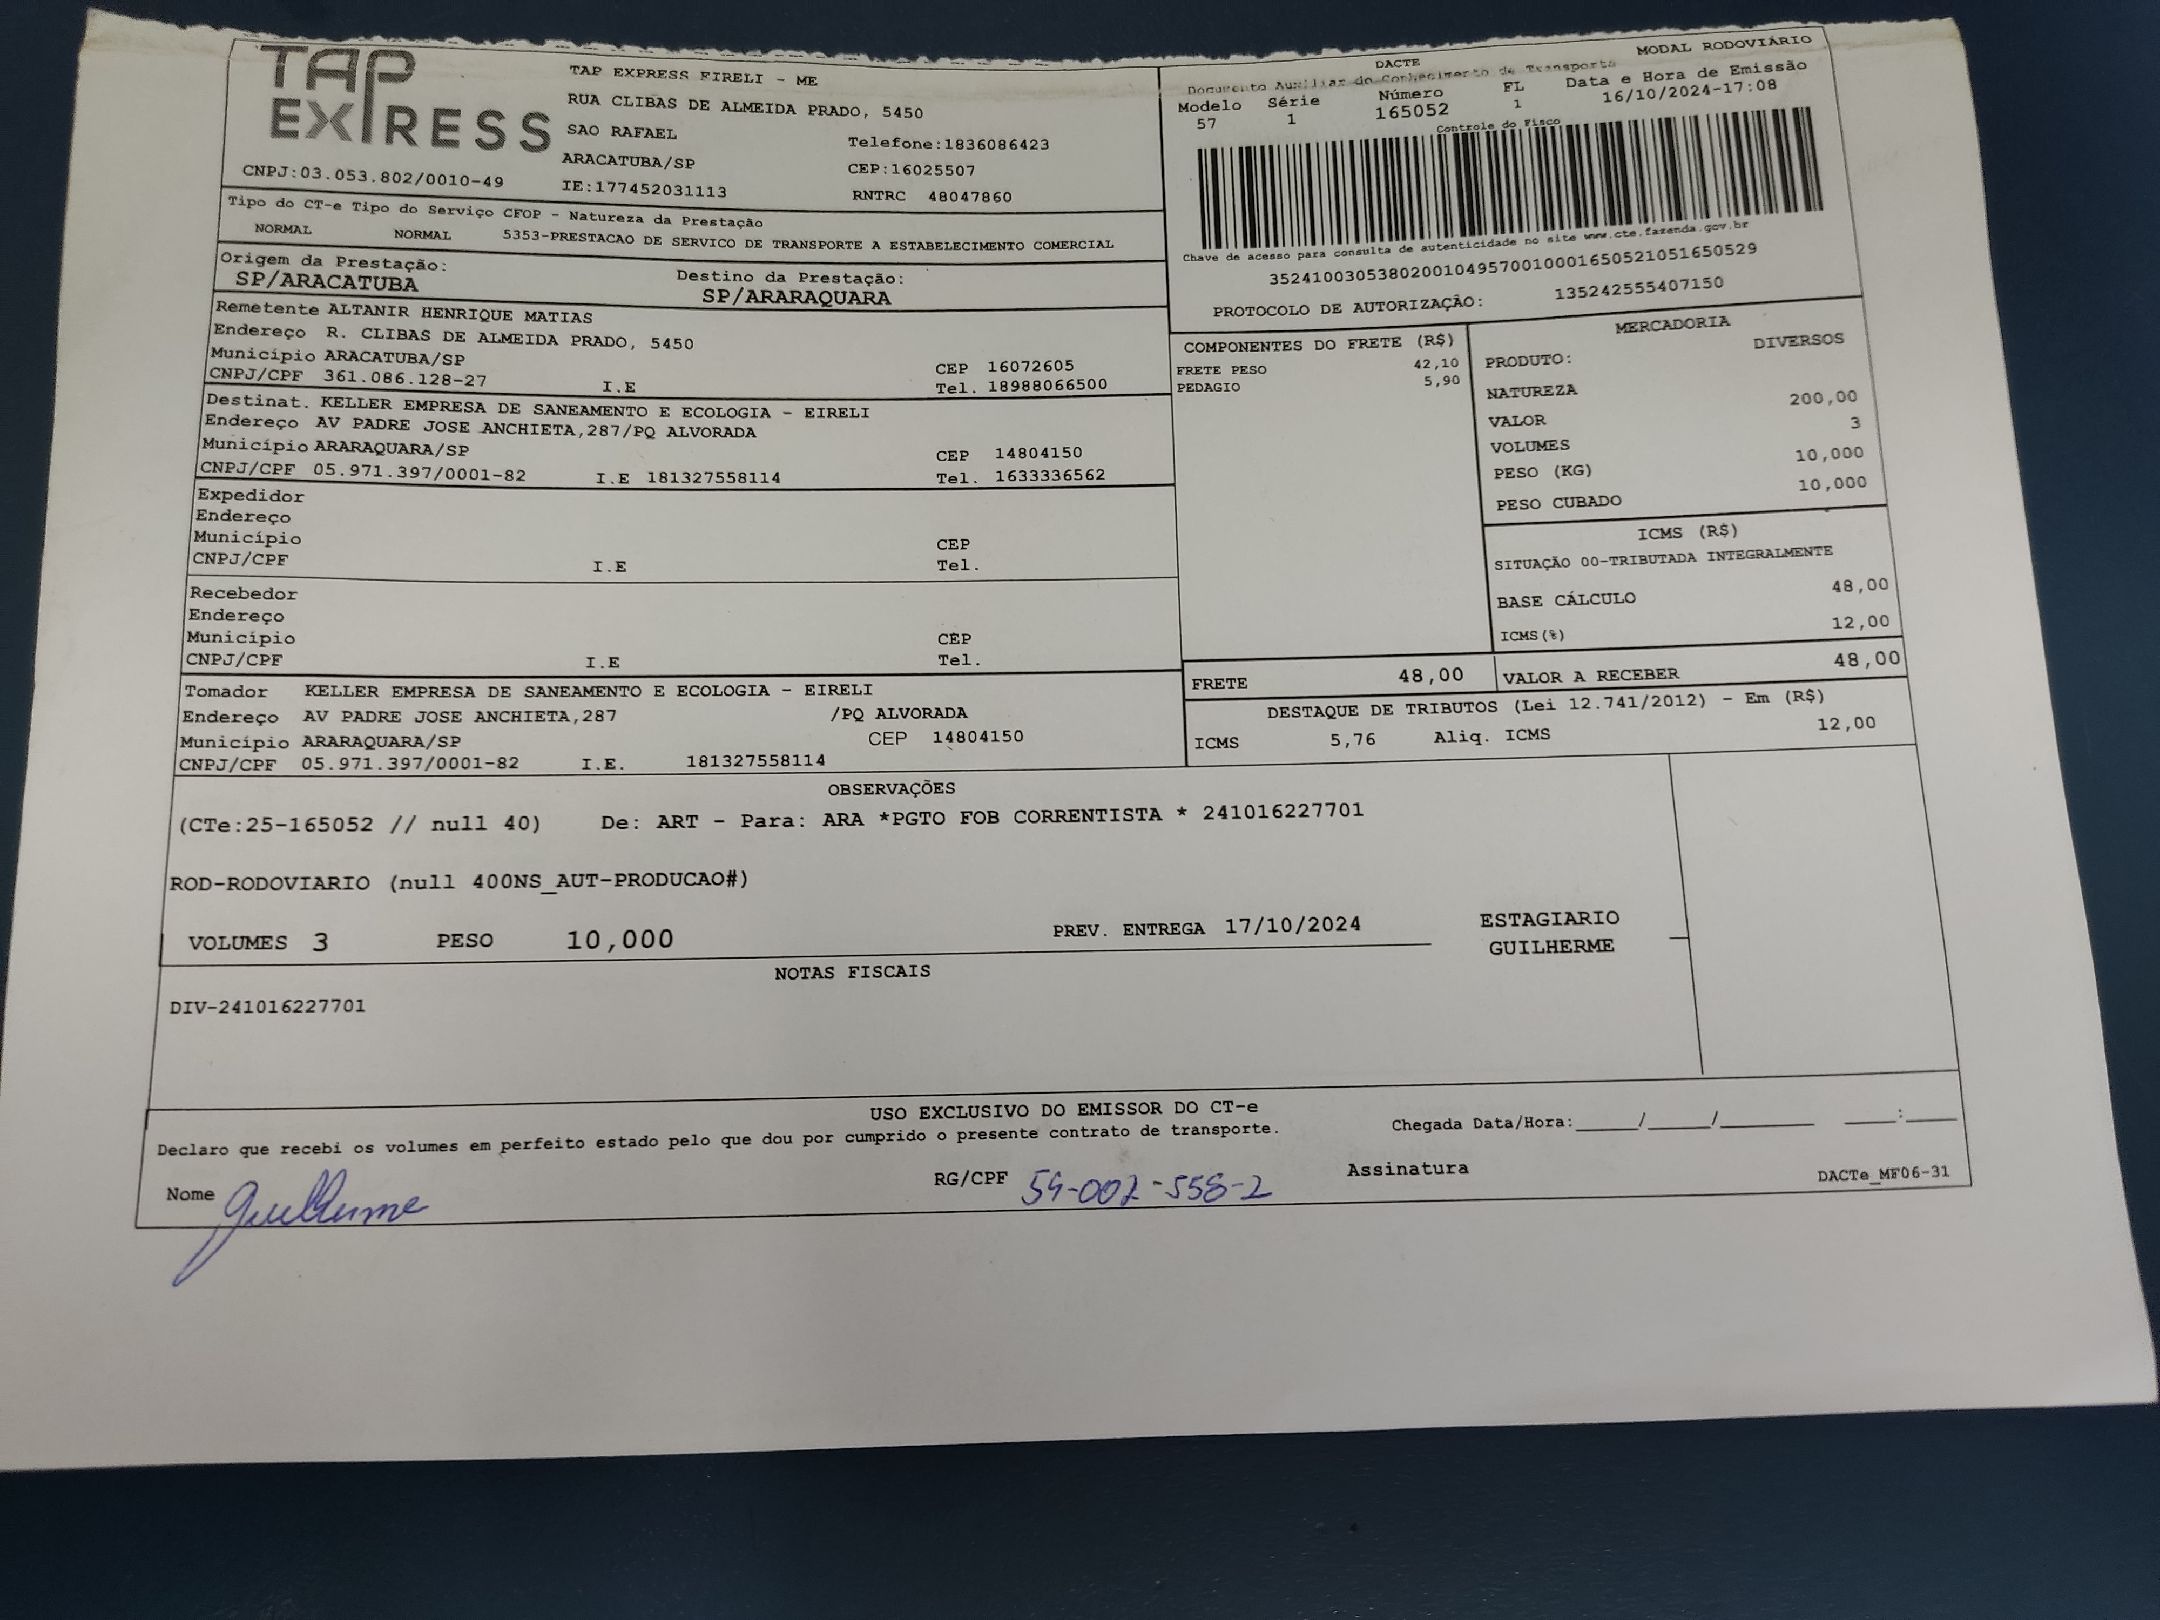 TAP EXPRESS
TAP EXPRESS FIRELI - ME
RUA CLIBAS DE ALMEIDA PRADO, 5450
SAO RAFAEL Telefone:1836086423
ARACATUBA/SP CEP:16025507
CNPJ:03.053.802/0010-49 IE:177452031113 RNTRC 48047860
DACTE MODAL RODOVIÁRIO
Documento Auxiliar do Conhecimento de Transporte
Modelo Série Número FL Data e Hora de Emissão
57 1 165052 1 16/10/2024-17:08
Controle do Fisco
Chave de acesso para consulta de autenticidade no site www.cte.fazenda.gov.br
35241003053802001049570010001650521051650529
PROTOCOLO DE AUTORIZAÇÃO: 135242555407150
Tipo do CT-e Tipo do Serviço CFOP - Natureza da Prestação
NORMAL NORMAL 5353-PRESTACAO DE SERVICO DE TRANSPORTE A ESTABELECIMENTO COMERCIAL
Origem da Prestação: Destino da Prestação:
SP/ARACATUBA SP/ARARAQUARA
Remetente ALTANIR HENRIQUE MATIAS
Endereço R. CLIBAS DE ALMEIDA PRADO, 5450
Município ARACATUBA/SP CEP 16072605
CNPJ/CPF 361.086.128-27 I.E Tel. 18988066500
Destinat. KELLER EMPRESA DE SANEAMENTO E ECOLOGIA - EIRELI
Endereço AV PADRE JOSE ANCHIETA,287/PQ ALVORADA
Município ARARAQUARA/SP CEP 14804150
CNPJ/CPF 05.971.397/0001-82 I.E 181327558114 Tel. 1633336562
Expedidor
Endereço
Município CEP
CNPJ/CPF I.E Tel.
Recebedor
Endereço
Município CEP
CNPJ/CPF I.E Tel.
Tomador KELLER EMPRESA DE SANEAMENTO E ECOLOGIA - EIRELI
Endereço AV PADRE JOSE ANCHIETA,287 /PQ ALVORADA
Município ARARAQUARA/SP CEP 14804150
CNPJ/CPF 05.971.397/0001-82 I.E. 181327558114
COMPONENTES DO FRETE (R$)
FRETE PESO 42,10
PEDAGIO 5,90
MERCADORIA
PRODUTO: DIVERSOS
NATUREZA
VALOR 200,00
VOLUMES 3
PESO (KG) 10,000
PESO CUBADO 10,000
ICMS (R$)
SITUAÇÃO 00-TRIBUTADA INTEGRALMENTE
BASE CÁLCULO 48,00
ICMS(%) 12,00
FRETE 48,00 VALOR A RECEBER 48,00
DESTAQUE DE TRIBUTOS (Lei 12.741/2012) - Em (R$)
ICMS 5,76 Aliq. ICMS 12,00
OBSERVAÇÕES
(CTe:25-165052 // null 40) De: ART - Para: ARA *PGTO FOB CORRENTISTA * 241016227701
ROD-RODOVIARIO (null 400NS_AUT-PRODUCAO#)
VOLUMES 3 PESO 10,000 PREV. ENTREGA 17/10/2024 ESTAGIARIO
GUILHERME
NOTAS FISCAIS
DIV-241016227701
USO EXCLUSIVO DO EMISSOR DO CT-e
Declaro que recebi os volumes em perfeito estado pelo que dou por cumprido o presente contrato de transporte. Chegada Data/Hora:____/____/______ ____:____
Nome Guilherme RG/CPF 59-002-558-2 Assinatura DACTe_MF06-31